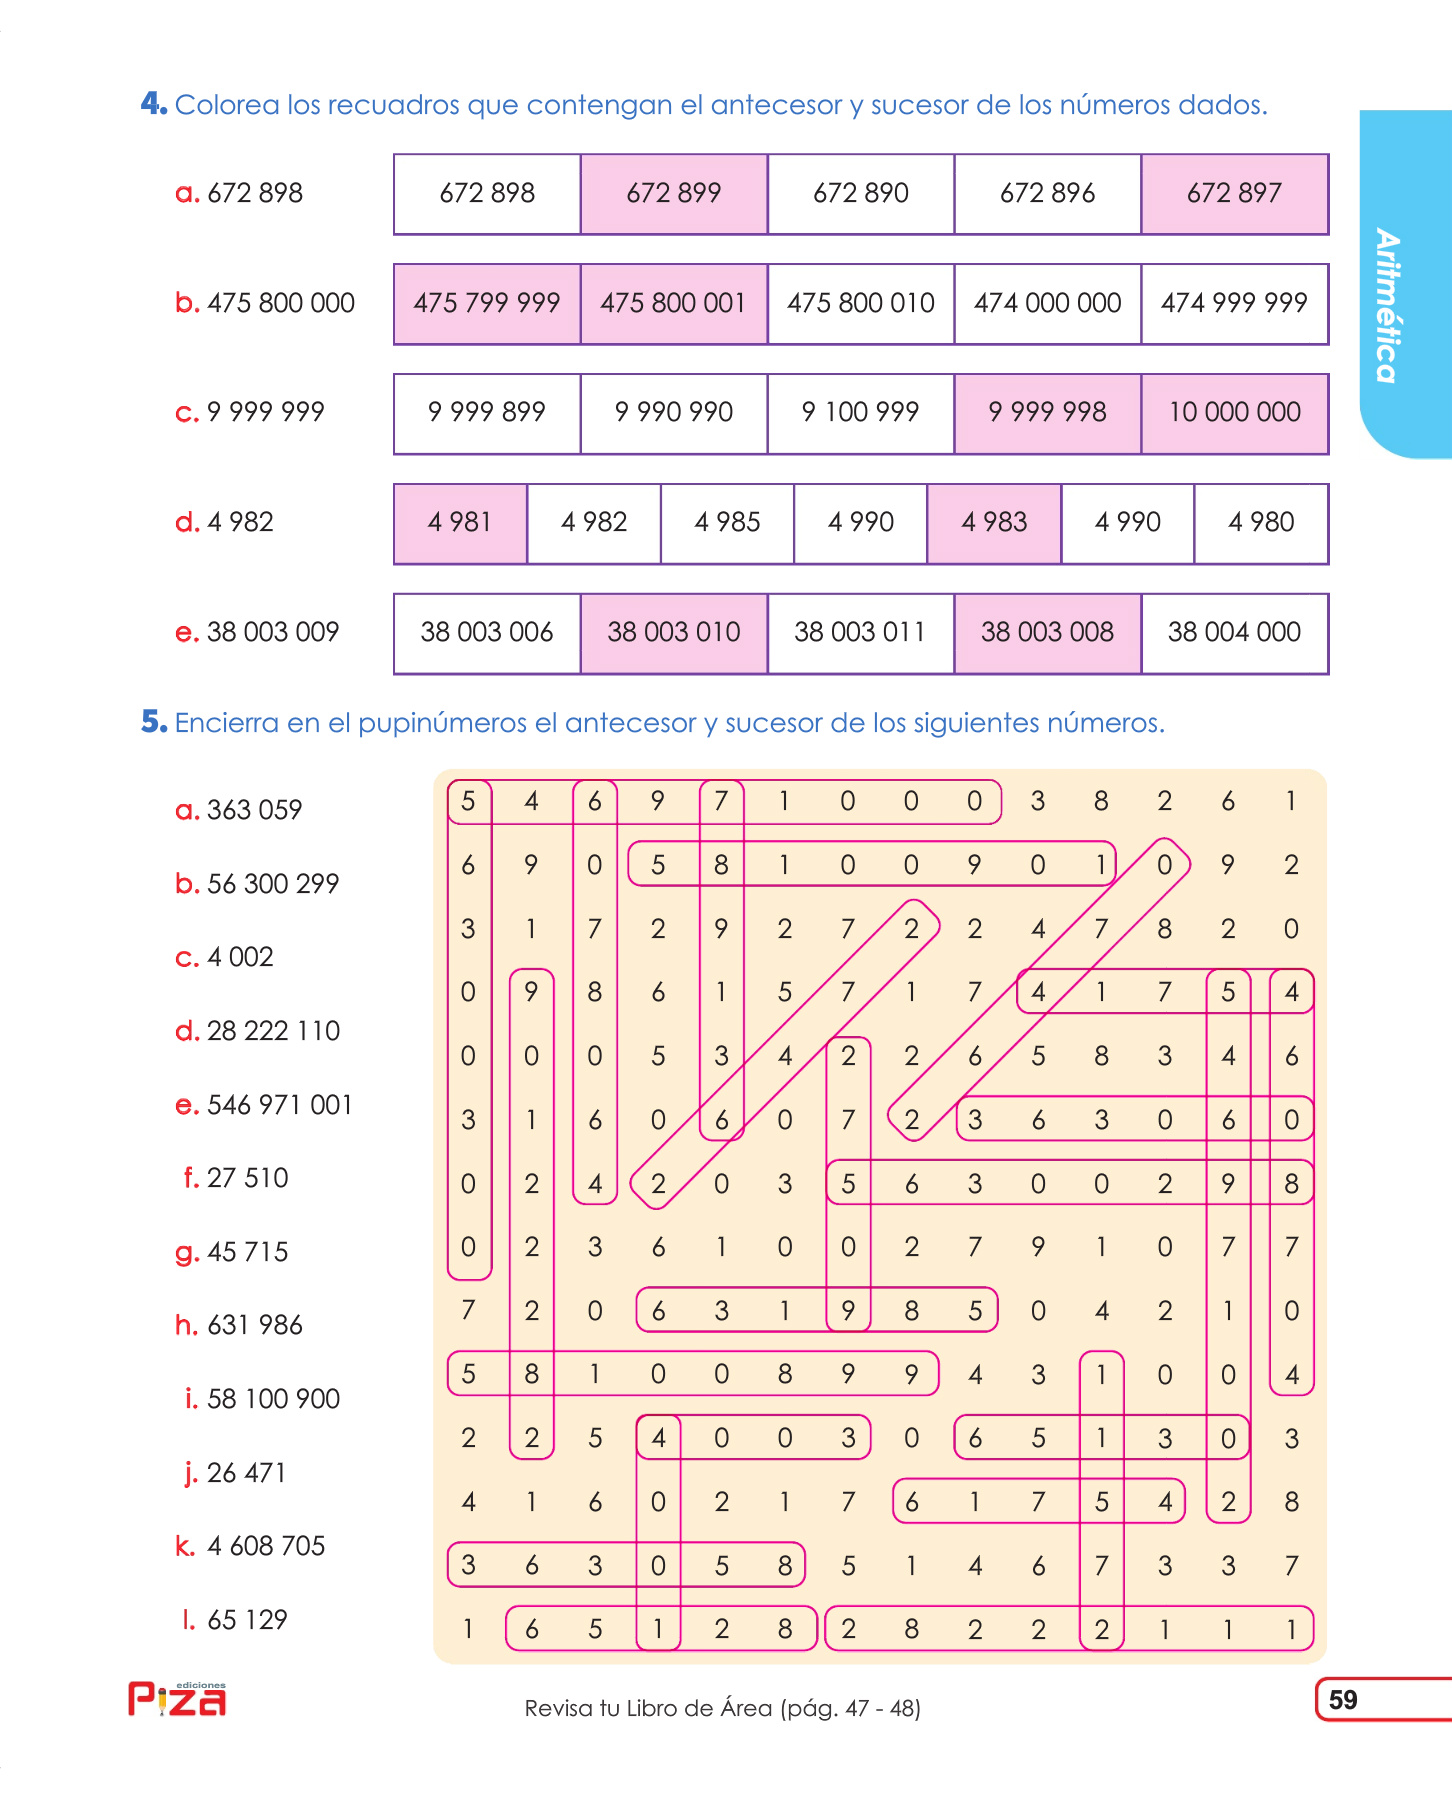 4. Colorea los recuadros que contengan el antecesor y sucesor de los números dados.
a. 672 898 672 898 672 899 672 890 672 896 672 897
b. 475 800 000 475 799 999 475 800 001 475 800 010 474 000 000 474 999 999
c. 9 999 999 9 999 899 9 990 990 9 100 999 9 999 998 10 000 000
d. 4 982 4 981 4 982 4 985 4 990 4 983 4 990 4 980
e. 38 003 009 38 003 006 38 003 010 38 003 011 38 003 008 38 004 000
Aritmética
5. Encierra en el pupinúmeros el antecesor y sucesor de los siguientes números.
a. 363 059
b. 56 300 299
c. 4 002
d. 28 222 110
e. 546 971 001
f. 27 510
g. 45 715
h. 631 986
i. 58 100 900
j. 26 471
k. 4 608 705
l. 65 129
5 4 6 9 7 1 0 0 0 3 8 2 6 1
6 9 0 5 8 1 0 0 9 0 1 0 9 2
3 1 7 2 9 2 7 2 2 4 7 8 2 0
0 9 8 6 1 5 7 1 7 4 1 7 5 4
0 0 0 5 3 4 2 2 6 5 8 3 4 6
3 1 6 0 6 0 7 2 3 6 3 0 6 0
0 2 4 2 0 3 5 6 3 0 0 2 9 8
0 2 3 6 1 0 0 2 7 9 1 0 7 7
7 2 0 6 3 1 9 8 5 0 4 2 1 0
5 8 1 0 0 8 9 9 4 3 1 0 0 4
2 2 5 4 0 0 3 0 6 5 1 3 0 3
4 1 6 0 2 1 7 6 1 7 5 4 2 8
3 6 3 0 5 8 5 1 4 6 7 3 3 7
1 6 5 1 2 8 2 8 2 2 2 1 1 1
ediciones
Piza
Revisa tu Libro de Área (pág. 47 - 48)
59